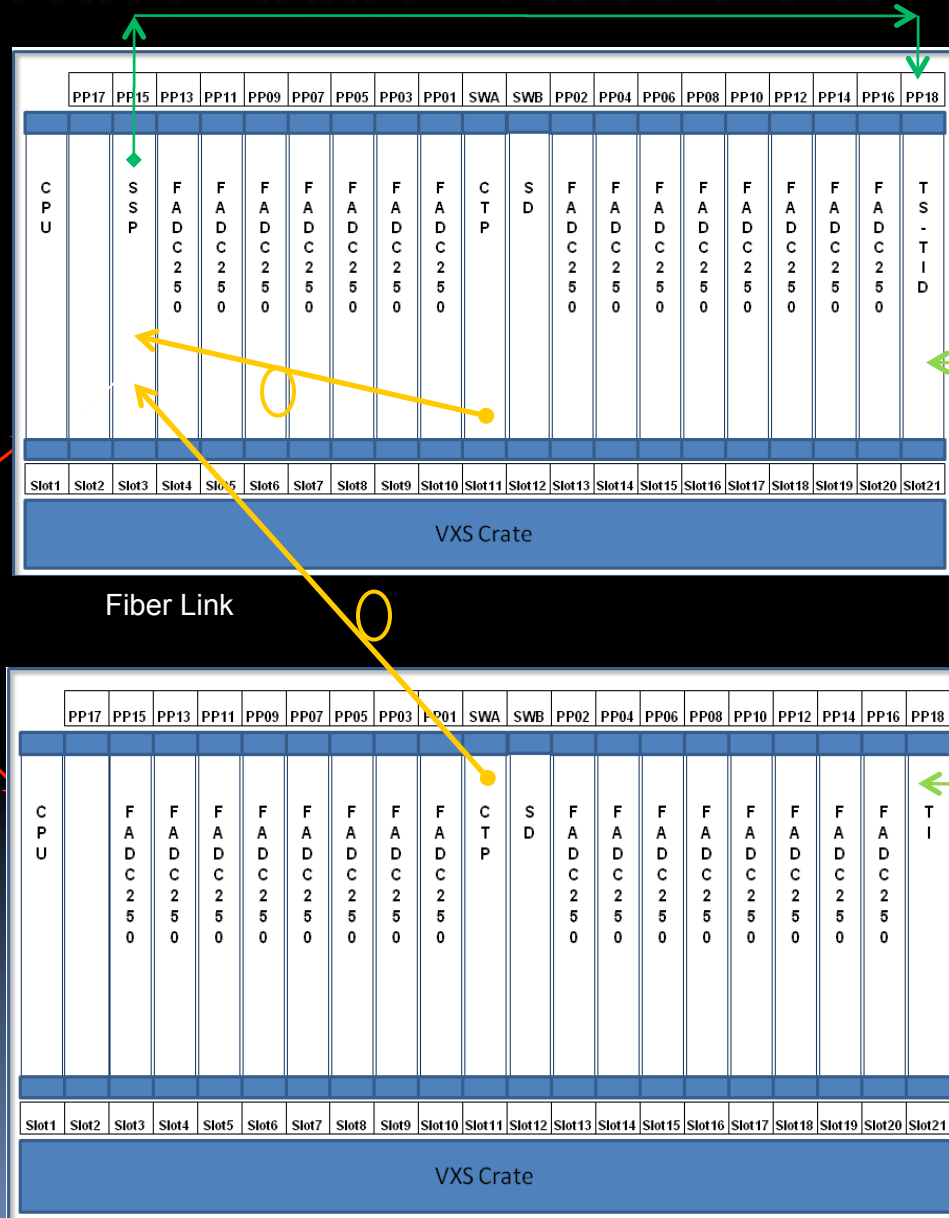 PP17 PP15 PP13 PP11 PP09 PP07 PP05 PP03 PP01 SWA SWB PP02 PP04 PP06 PP08 PP10 PP12 PP14 PP16 PP18
CPU
SSP
FADC250
FADC250
FADC250
FADC250
FADC250
FADC250
FADC250
CTP
SD
FADC250
FADC250
FADC250
FADC250
FADC250
FADC250
FADC250
FADC250
TS-TID
Slot1 Slot2 Slot3 Slot4 Slot5 Slot6 Slot7 Slot8 Slot9 Slot10 Slot11 Slot12 Slot13 Slot14 Slot15 Slot16 Slot17 Slot18 Slot19 Slot20 Slot21
VXS Crate
Fiber Link
PP17 PP15 PP13 PP11 PP09 PP07 PP05 PP03 PP01 SWA SWB PP02 PP04 PP06 PP08 PP10 PP12 PP14 PP16 PP18
CPU
FADC250
FADC250
FADC250
FADC250
FADC250
FADC250
FADC250
FADC250
CTP
SD
FADC250
FADC250
FADC250
FADC250
FADC250
FADC250
FADC250
FADC250
TI
Slot1 Slot2 Slot3 Slot4 Slot5 Slot6 Slot7 Slot8 Slot9 Slot10 Slot11 Slot12 Slot13 Slot14 Slot15 Slot16 Slot17 Slot18 Slot19 Slot20 Slot21
VXS Crate